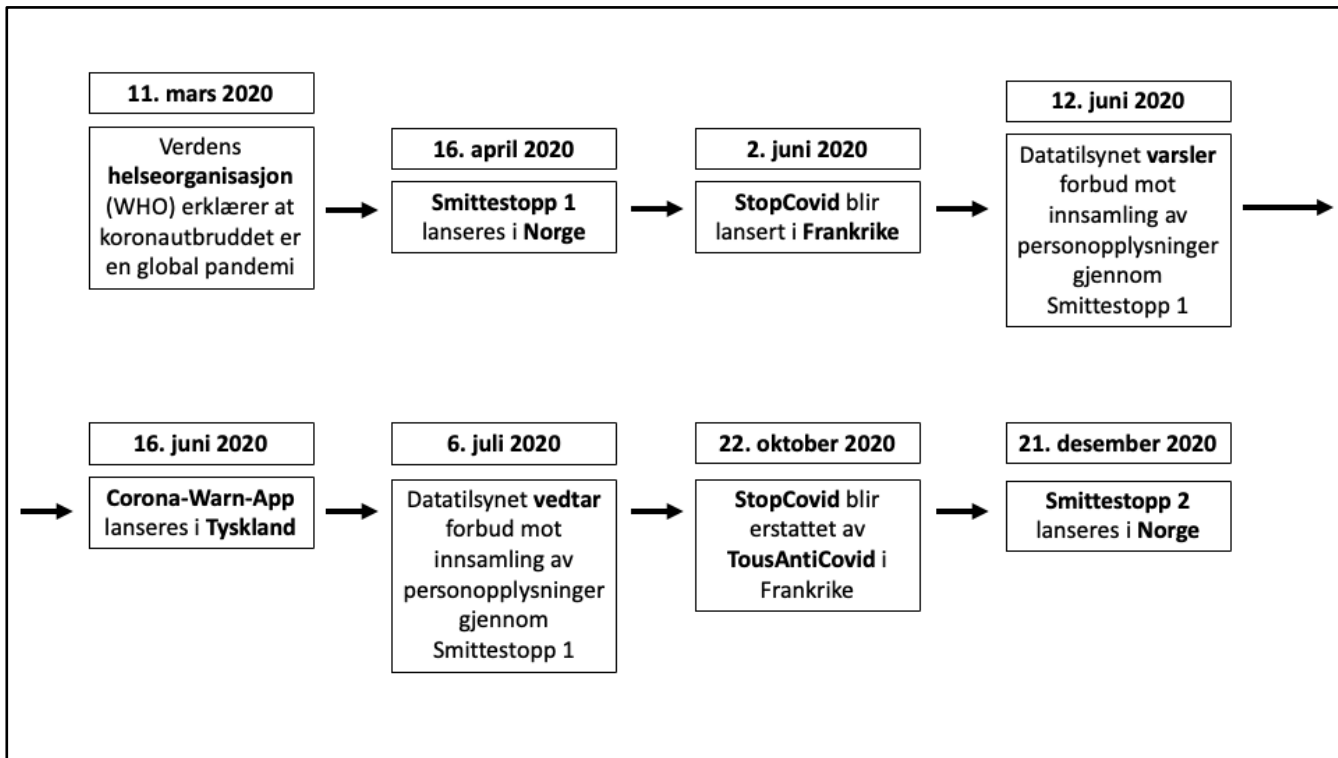 11. mars 2020
Verdens
helseorganisasjon
(WHO) erklærer at
koronautbruddet er
en global pandemi
16. april 2020
Smittestopp 1
lanseres i Norge
2. juni 2020
StopCovid blir
lansert i Frankrike
12. juni 2020
Datatilsynet varsler
forbud mot
innsamling av
personopplysninger
gjennom
Smittestopp 1
16. juni 2020
Corona-Warn-App
lanseres i Tyskland
6. juli 2020
Datatilsynet vedtar
forbud mot
innsamling av
personopplysninger
gjennom
Smittestopp 1
22. oktober 2020
StopCovid blir
erstattet av
TousAntiCovid i
Frankrike
21. desember 2020
Smittestopp 2
lanseres i Norge